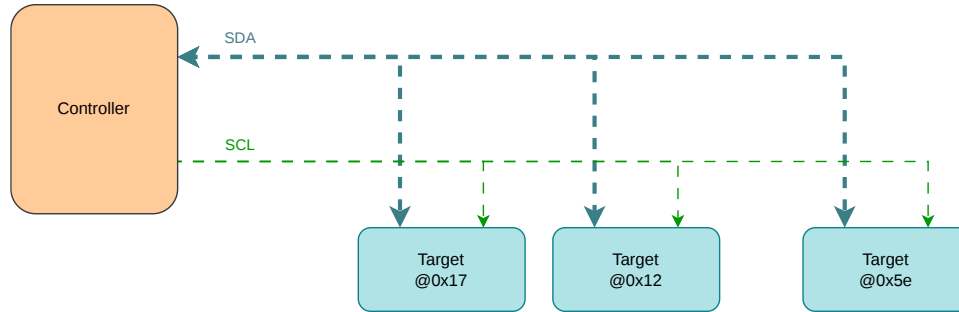 SDA
Controller
SCL
Target
@0x17
Target
@0x12
Target
@0x5e